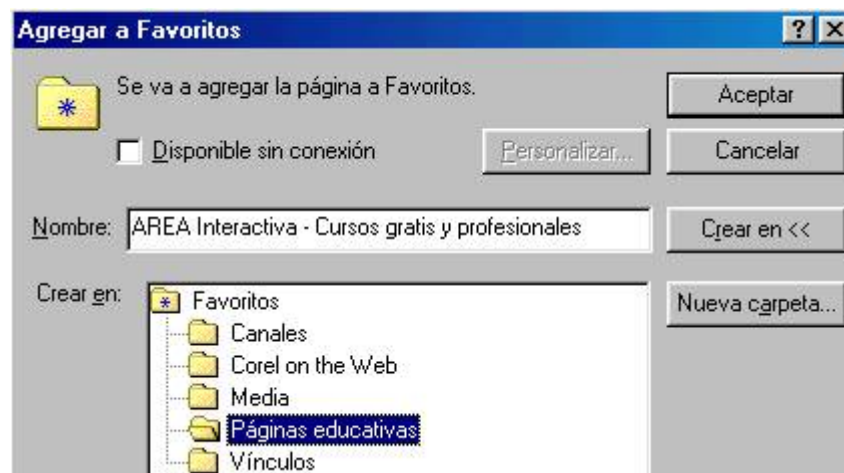 Agregar a Favoritos
Se va a agregar la página a Favoritos.
Aceptar
Disponible sin conexión
Personalizar...
Cancelar
Nombre: AREA Interactiva - Cursos gratis y profesionales
Crear en <<
Crear en:
Favoritos
Nueva carpeta...
Canales
Corel on the Web
Media
Páginas educativas
Vínculos